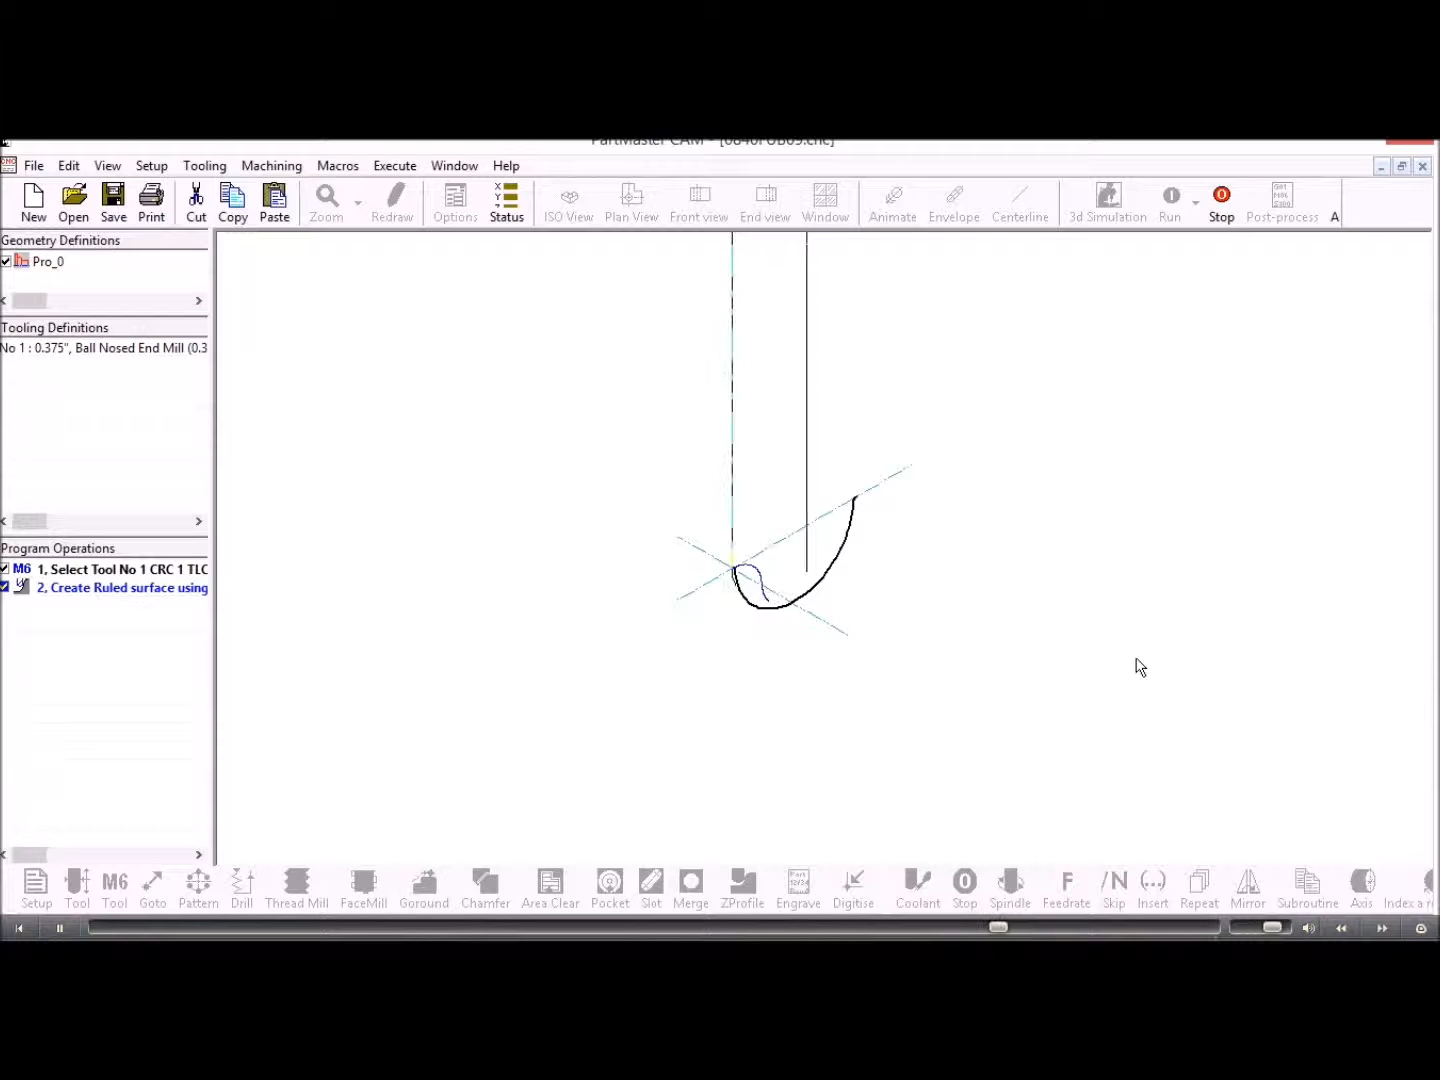 PartMaster CAM - [0840FOB09.cnc]
File Edit View Setup Tooling Machining Macros Execute Window Help
New Open Save Print Cut Copy Paste Zoom Redraw Options Status ISO View Plan View Front view End view Window Animate Envelope Centerline 3d Simulation Run Stop Post-process A
Geometry Definitions
Pro_0
Tooling Definitions
No 1 : 0.375", Ball Nosed End Mill (0.3
Program Operations
M6 1, Select Tool No 1 CRC 1 TLC
2, Create Ruled surface using
Setup Tool Tool Goto Pattern Drill Thread Mill FaceMill Goround Chamfer Area Clear Pocket Slot Merge ZProfile Engrave Digitise Coolant Stop Spindle Feedrate Skip Insert Repeat Mirror Subroutine Axis Index a r